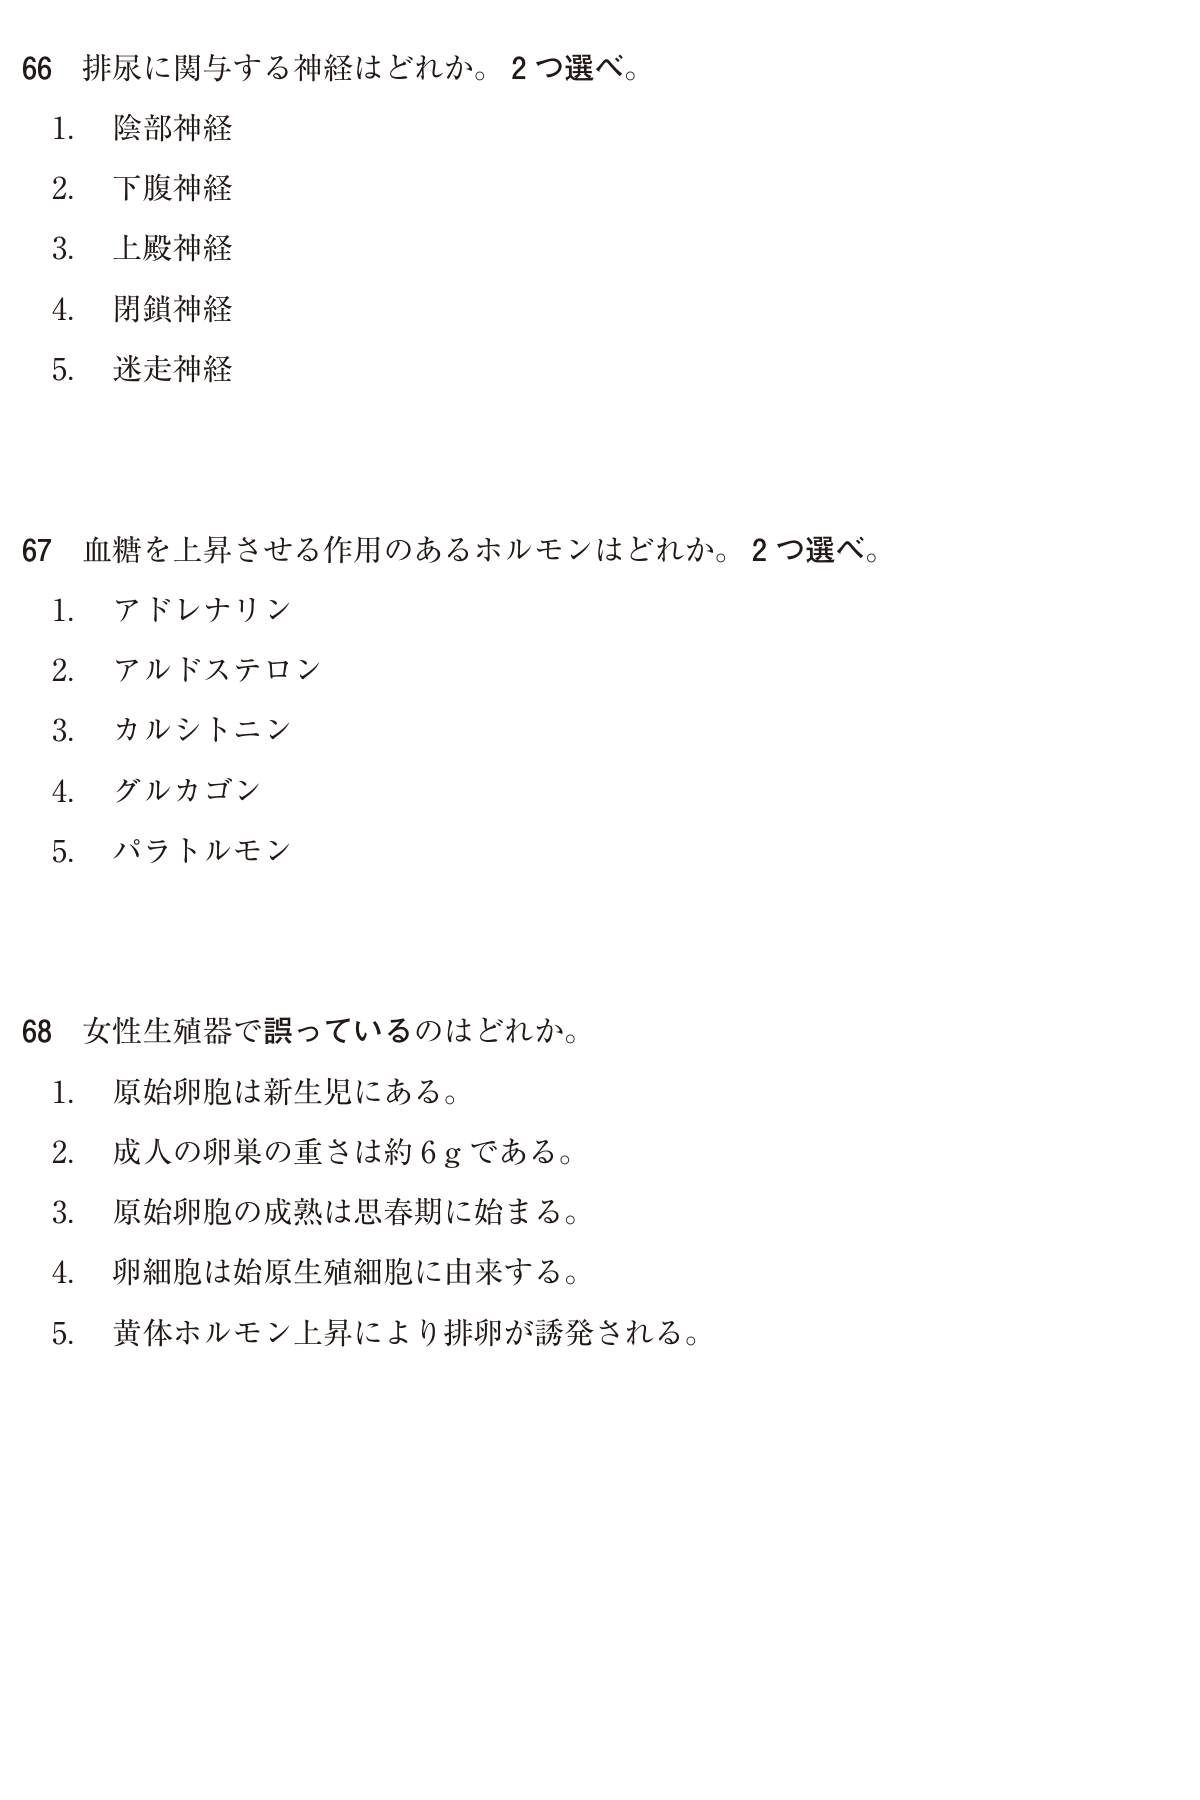 66 排尿に関与する神経はどれか。2つ選べ。
1. 陰部神経
2. 下腹神経
3. 上殿神経
4. 閉鎖神経
5. 迷走神経
67 血糖を上昇させる作用のあるホルモンはどれか。2つ選べ。
1. アドレナリン
2. アルドステロン
3. カルシトニン
4. グルカゴン
5. パラトルモン
68 女性生殖器で誤っているのはどれか。
1. 原始卵胞は新生児にある。
2. 成人の卵巣の重さは約6gである。
3. 原始卵胞の成熟は思春期に始まる。
4. 卵細胞は始原生殖細胞に由来する。
5. 黄体ホルモン上昇により排卵が誘発される。